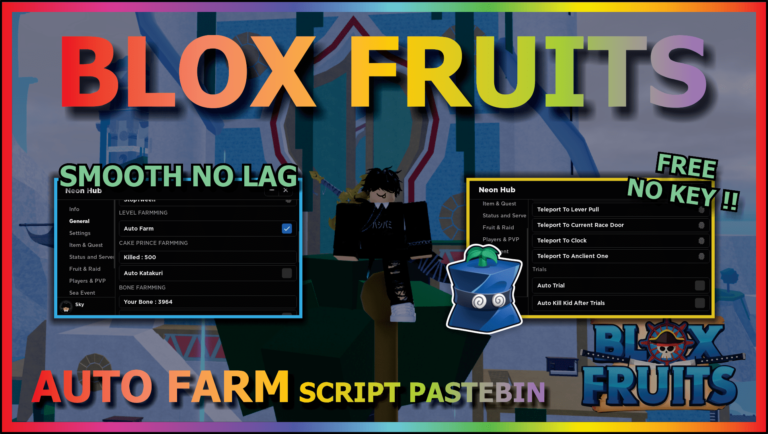 BLOX FRUITS
SMOOTH NO LAG
Neon Hub
Info
General
Settings
Item & Quest
Status and Serve
Fruit & Raid
Players & PVP
Sea Event
Sky
LEVEL FARMMING
Auto Farm
CAKE PRINCE FARMMING
Killed : 500
Auto Katakuri
BONE FARMMING
Your Bone : 3964
FREE
NO KEY !!
Neon Hub
Item & Quest
Status and Serve
Fruit & Raid
Players & PVP
Teleport To Lever Pull
Teleport To Current Race Door
Teleport To Clock
Teleport To Anclient One
Trials
Auto Trial
Auto Kill Kid After Trials
BLOX
FRUITS
AUTO FARM SCRIPT PASTEBIN